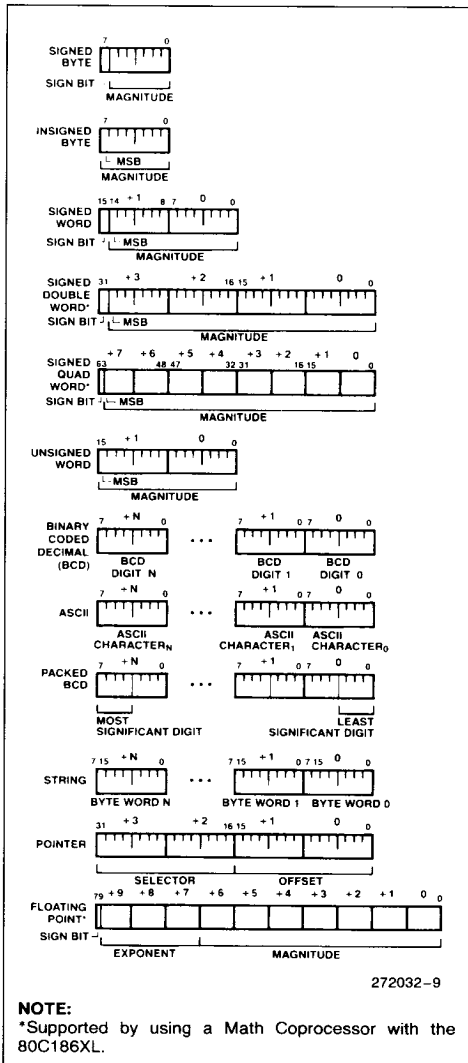 7 0
SIGNED
BYTE
SIGN BIT
MAGNITUDE
7 0
INSIGNED
BYTE
MSB
MAGNITUDE
15 14 +1 8 7 0 0
SIGNED
WORD
SIGN BIT
MSB
MAGNITUDE
31 +3 +2 16 15 +1 0 0
SIGNED
DOUBLE
WORD*
SIGN BIT
MSB
MAGNITUDE
+7 +6 +5 +4 +3 +2 +1 0
63 48 47 32 31 16 15 0
SIGNED
QUAD
WORD*
SIGN BIT
MSB
MAGNITUDE
15 +1 0 0
UNSIGNED
WORD
MSB
MAGNITUDE
7 +N 0 7 +1 0 7 0 0
BINARY
CODED
DECIMAL
(BCD)
• • •
BCD
DIGIT N
BCD
DIGIT 1
BCD
DIGIT 0
7 +N 0 7 +1 0 7 0 0
ASCII
• • •
ASCII
CHARACTERN
ASCII
CHARACTER1
ASCII
CHARACTER0
7 +N 0 7 +1 0 7 0 0
PACKED
BCD
• • •
MOST
SIGNIFICANT DIGIT
LEAST
SIGNIFICANT DIGIT
7 15 +N 0 7 15 +1 0 7 15 0 0
STRING
• • •
BYTE WORD N BYTE WORD 1 BYTE WORD 0
31 +3 +2 16 15 +1 0 0
POINTER
SELECTOR OFFSET
79 +9 +8 +7 +6 +5 +4 +3 +2 +1 0 0
FLOATING
POINT*
SIGN BIT
EXPONENT MAGNITUDE
272032-9
NOTE:
*Supported by using a Math Coprocessor with the
80C186XL.